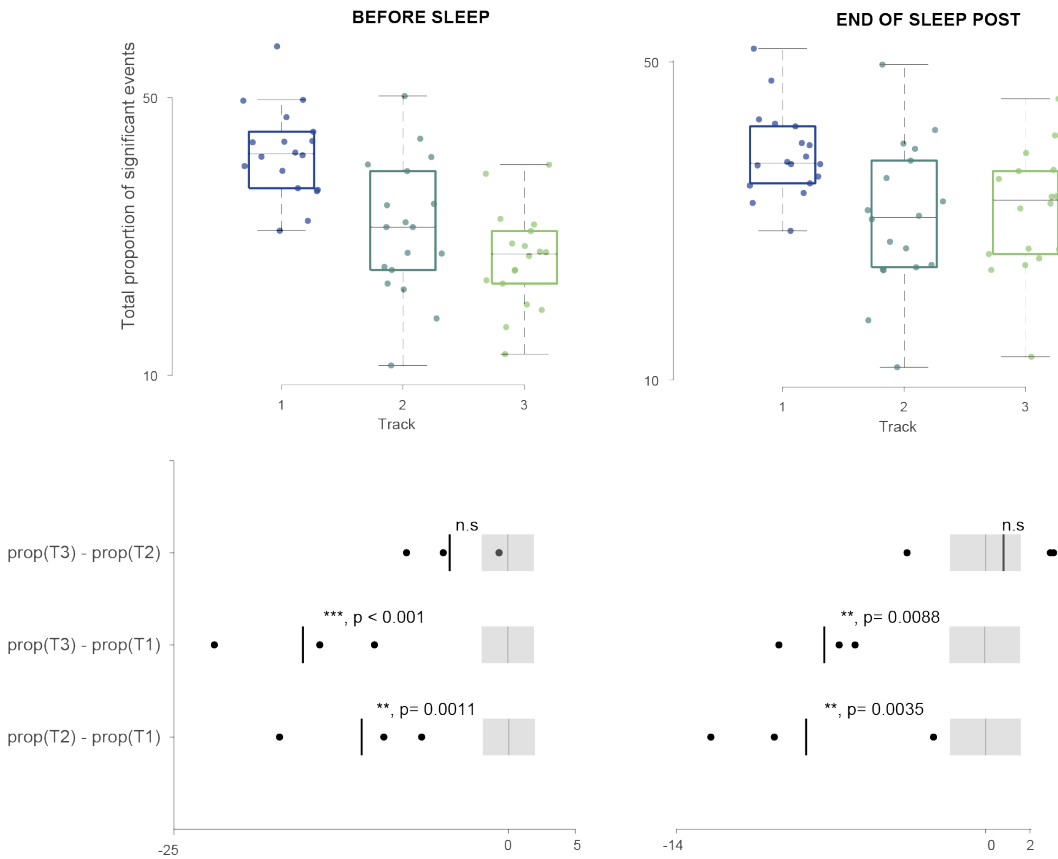 BEFORE SLEEP
END OF SLEEP POST
Total proportion of significant events
50
10
1 2 3
Track
50
10
1 2 3
Track
n.s
n.s
prop(T3) - prop(T2)
***, p < 0.001
**, p= 0.0088
prop(T3) - prop(T1)
**, p= 0.0011
**, p= 0.0035
prop(T2) - prop(T1)
-25 0 5
-14 0 2